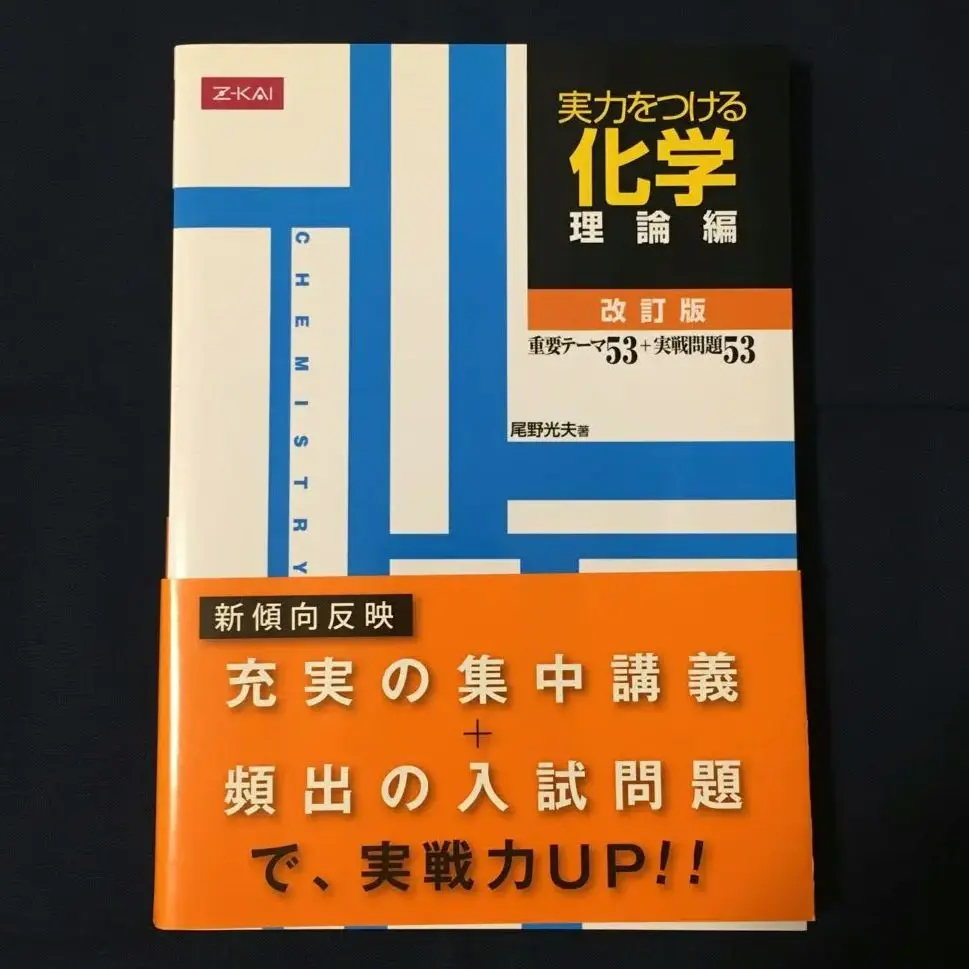 Z-KAI
実力をつける
化学
理論編
改訂版
重要テーマ53+実戦問題53
尾野光夫著
CHEMISTRY
新傾向反映
充実の集中講義
+
頻出の入試問題
で、実戦力UP!!